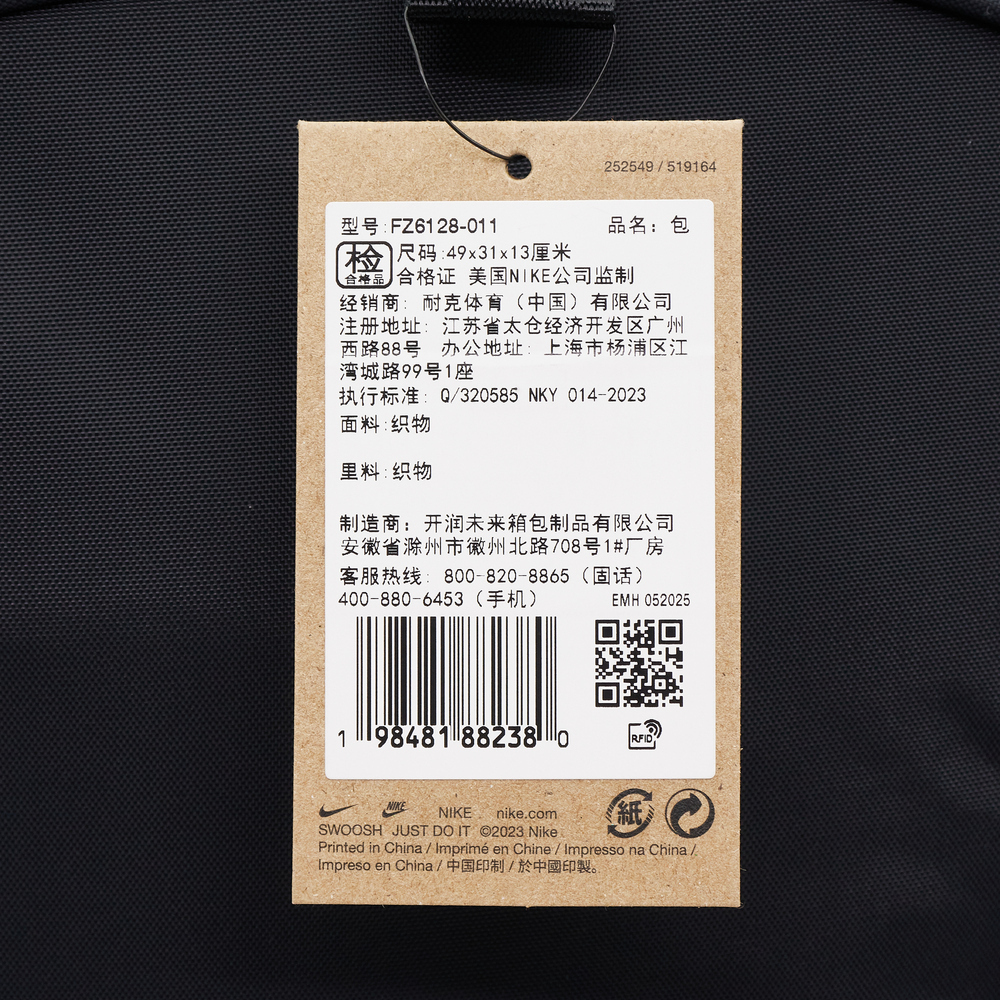 252549 / 519164
型号:FZ6128-011 品名：包
检 合格品
尺码:49x31x13厘米
合格证 美国NIKE公司监制
经销商：耐克体育（中国）有限公司
注册地址：江苏省太仓经济开发区广州
西路88号 办公地址：上海市杨浦区江
湾城路99号1座
执行标准：Q/320585 NKY 014-2023
面料:织物
里料:织物
制造商：开润未来箱包制品有限公司
安徽省滁州市徽州北路708号1#厂房
客服热线：800-820-8865（固话）
400-880-6453（手机） EMH 052025
1 98481 88238 0
RFID
NIKE NIKE nike.com
紙
SWOOSH JUST DO IT ©2023 Nike
Printed in China / Imprimé en Chine / Impresso na China /
Impreso en China / 中国印制 / 於中國印製。